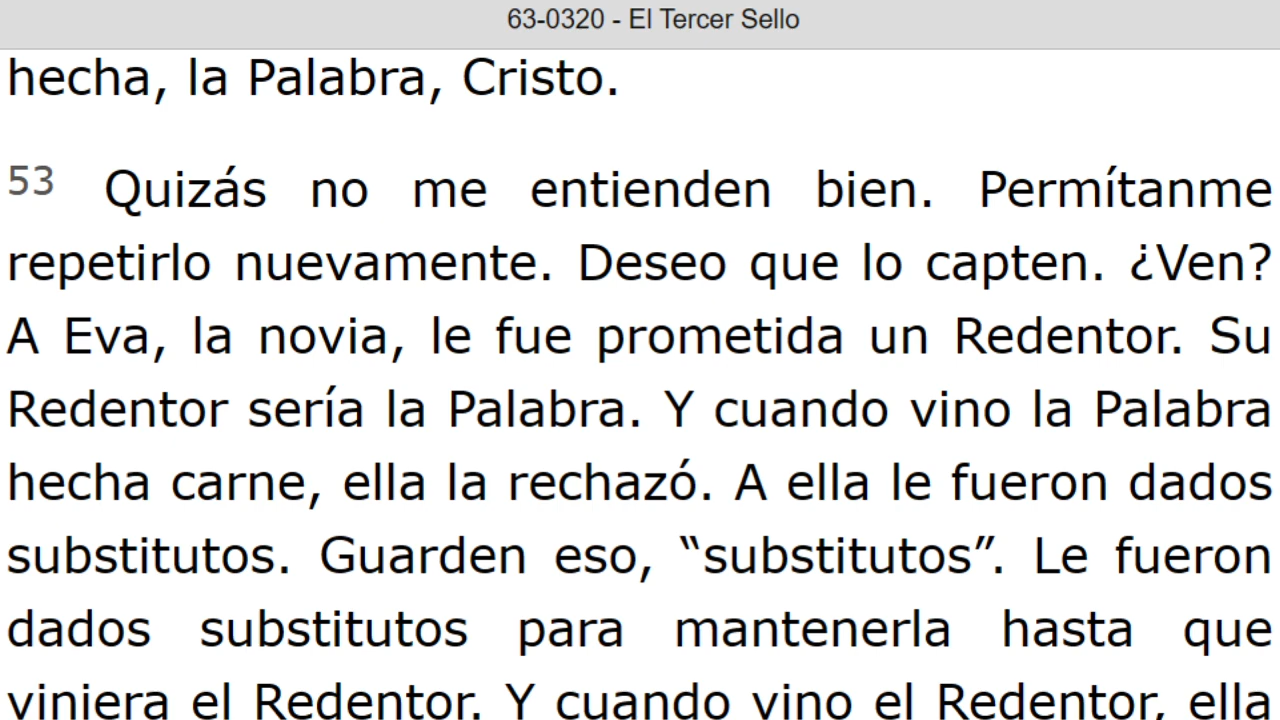 63-0320 - El Tercer Sello
hecha, la Palabra, Cristo.
53 Quizás no me entienden bien. Permítanme
repetirlo nuevamente. Deseo que lo capten. ¿Ven?
A Eva, la novia, le fue prometida un Redentor. Su
Redentor sería la Palabra. Y cuando vino la Palabra
hecha carne, ella la rechazó. A ella le fueron dados
substitutos. Guarden eso, “substitutos”. Le fueron
dados substitutos para mantenerla hasta que
viniera el Redentor. Y cuando vino el Redentor, ella